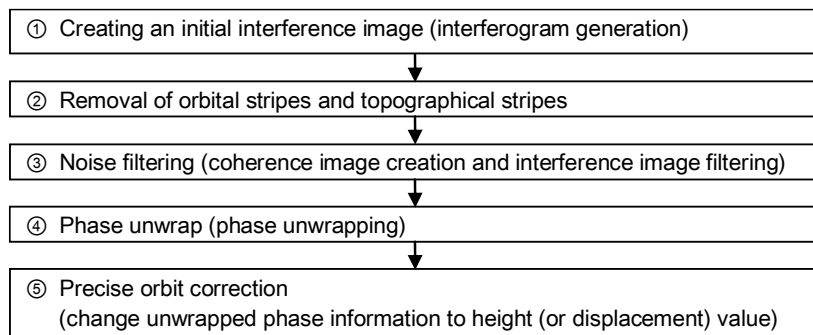 ① Creating an initial interference image (interferogram generation)
② Removal of orbital stripes and topographical stripes
③ Noise filtering (coherence image creation and interference image filtering)
④ Phase unwrap (phase unwrapping)
⑤ Precise orbit correction
(change unwrapped phase information to height (or displacement) value)